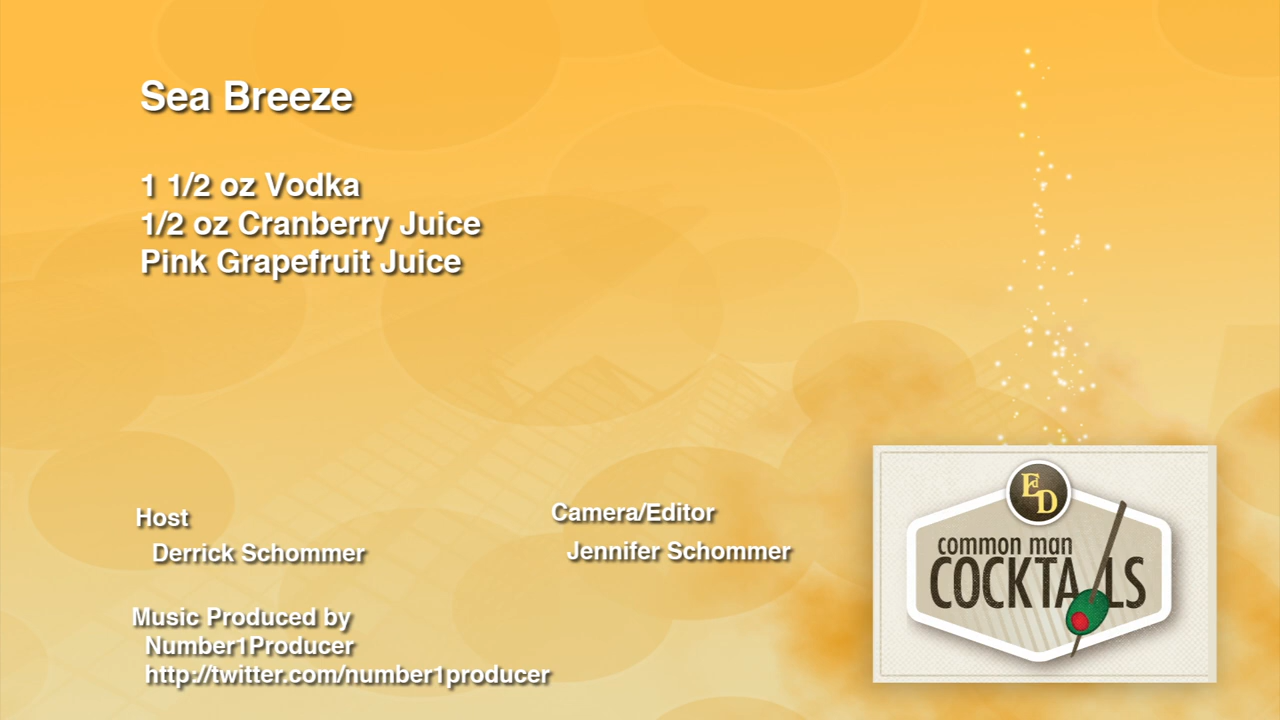 Sea Breeze
1 1/2 oz Vodka
1/2 oz Cranberry Juice
Pink Grapefruit Juice
Host
Derrick Schommer
Camera/Editor
Jennifer Schommer
Music Produced by
Number1Producer
http://twitter.com/number1producer
EdD
common man
COCKTAILS